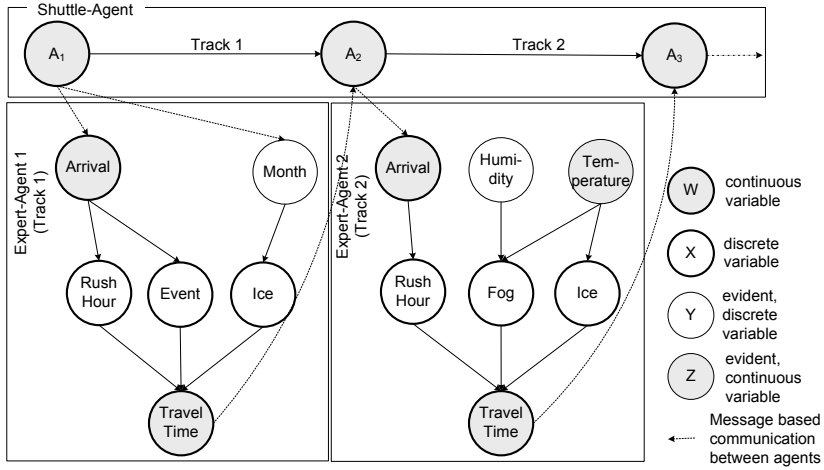 Shuttle-Agent
A1
Track 1
A2
Track 2
A3
Expert-Agent 1
(Track 1)
Arrival
Month
Rush
Hour
Event
Ice
Travel
Time
Expert-Agent 2
(Track 2)
Arrival
Humi-
dity
Tem-
perature
Rush
Hour
Fog
Ice
Travel
Time
W
continuous
variable
X
discrete
variable
Y
evident,
discrete
variable
Z
evident,
continuous
variable
Message based
communication
between agents